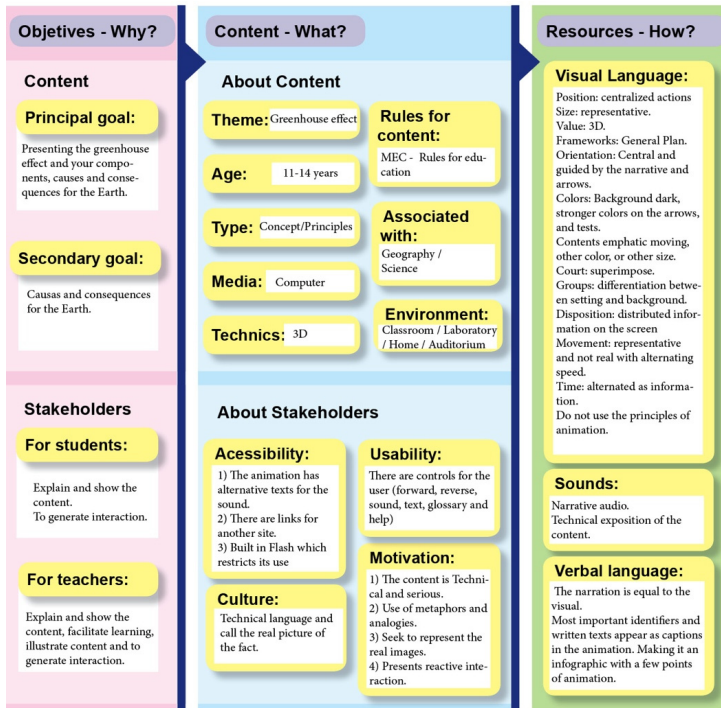 Objetives - Why?
Content
Principal goal:
Presenting the greenhouse
effect and your compo-
nents, causes and conse-
quences for the Earth.
Secondary goal:
Causas and consequences
for the Earth.
Stakeholders
For students:
Explain and show the
content.
To generate interaction.
For teachers:
Explain and show the
content, facilitate learning,
illustrate content and to
generate interaction.
Content - What?
About Content
Theme: Greenhouse effect
Age: 11-14 years
Type: Concept/Principles
Media: Computer
Technics: 3D
Rules for
content:
MEC - Rules for edu-
cation
Associated
with:
Geography /
Science
Environment:
Classroom / Laboratory
/ Home / Auditorium
About Stakeholders
Acessibility:
1) The animation has
alternative texts for the
sound.
2) There are links for
another site.
3) Built in Flash which
restricts its use
Culture:
Technical language and
call the real picture of
the fact.
Usability:
There are controls for the
user (forward, reverse,
sound, text, glossary and
help)
Motivation:
1) The content is Techni-
cal and serious.
2) Use of metaphors and
analogies.
3) Seek to represent the
real images.
4) Presents reactive inte-
raction.
Resources - How?
Visual Language:
Position: centralized actions
Size: representative.
Value: 3D.
Frameworks: General Plan.
Orientation: Central and
guided by the narrative and
arrows.
Colors: Background dark,
stronger colors on the arrows,
and tests.
Contents emphatic moving,
other color, or other size.
Court: superimpose.
Groups: differentiation betwe-
en setting and background.
Disposition: distributed infor-
mation on the screen
Movement: representative
and not real with alternating
speed.
Time: alternated as informa-
tion.
Do not use the principles of
animation.
Sounds:
Narrative audio.
Technical exposition of the
content.
Verbal language:
The narration is equal to the
visual.
Most important identifiers and
written texts appear as captions
in the animation. Making it an
infographic with a few points
of animation.